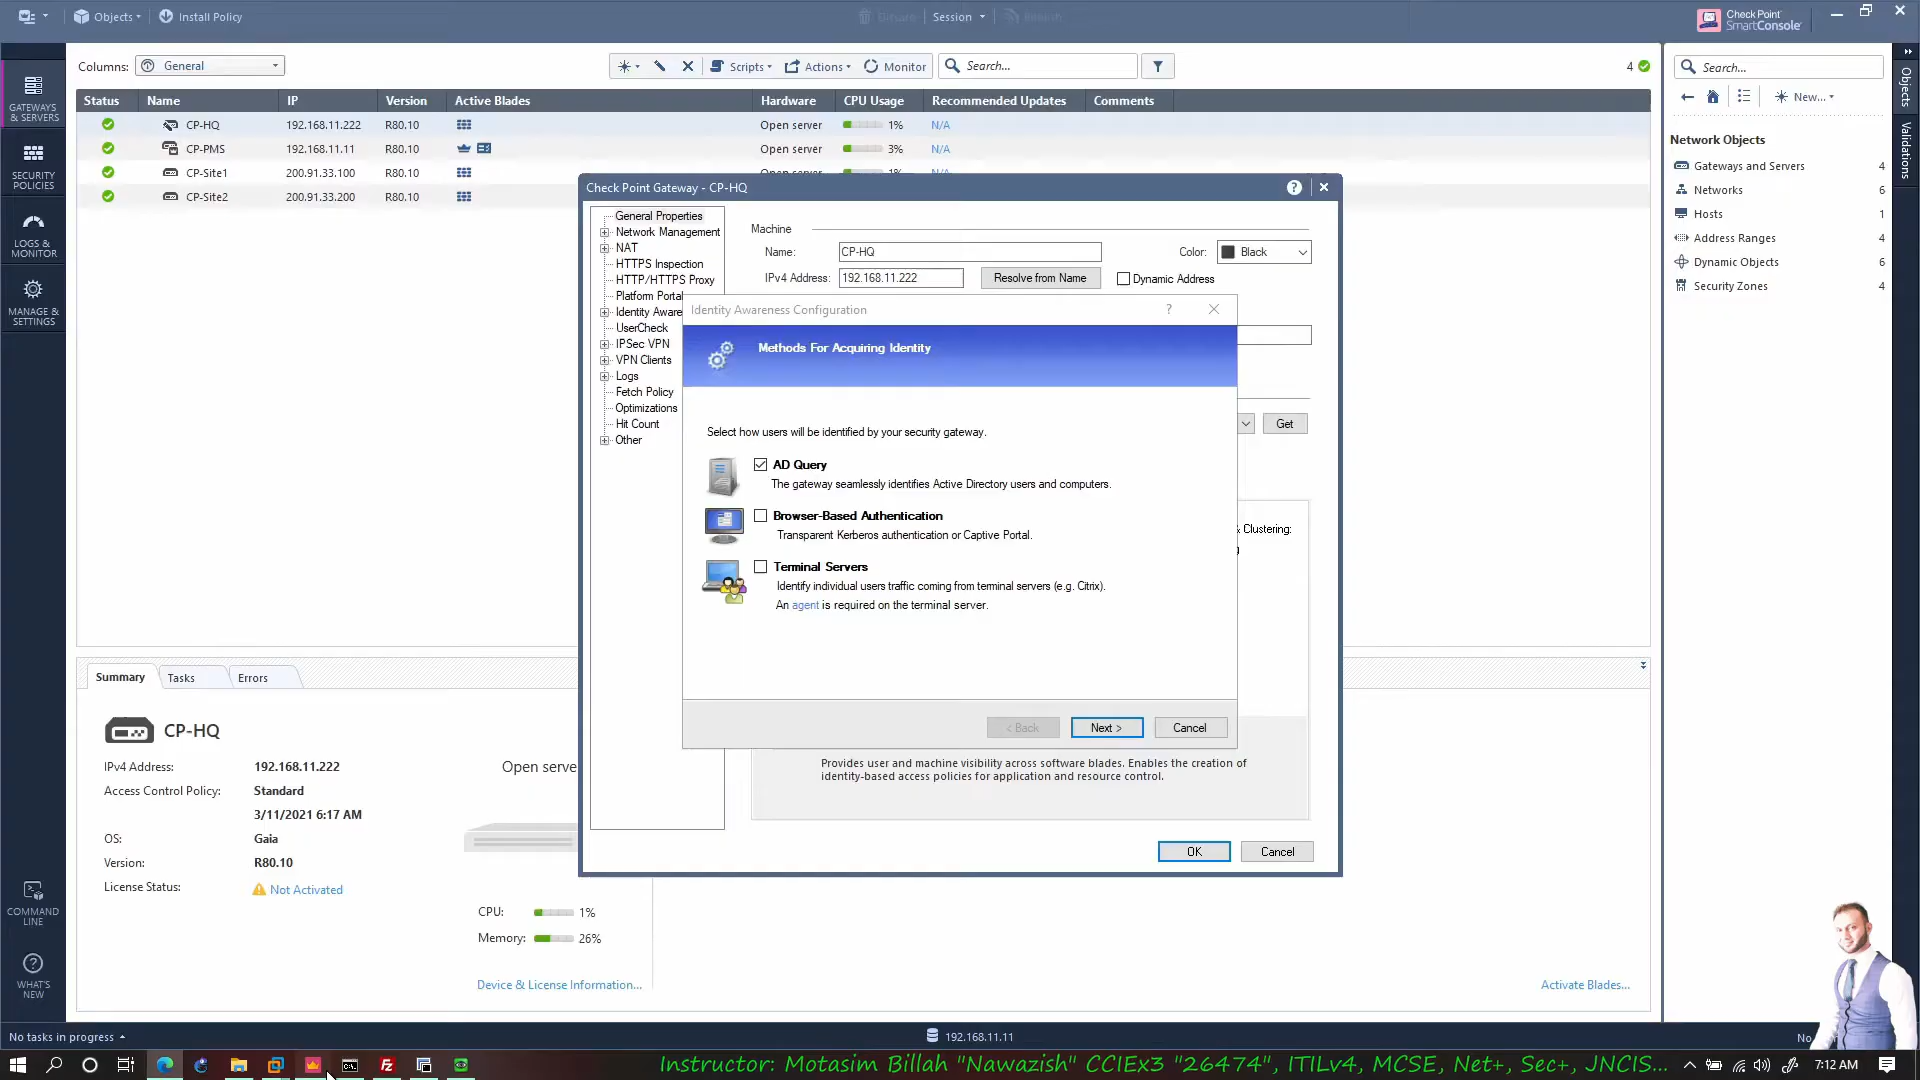 Objects
Install Policy
Discard
Session
Publish
Check Point
SmartConsole
GATEWAYS
& SERVERS
SECURITY
POLICIES
LOGS &
MONITOR
MANAGE &
SETTINGS
COMMAND
LINE
WHAT'S
NEW
Columns: General
Scripts
Actions
Monitor
Search...
4
Status Name IP Version Active Blades Hardware CPU Usage Recommended Updates Comments
CP-HQ 192.168.11.222 R80.10 Open server 1% N/A
CP-PMS 192.168.11.11 R80.10 Open server 3% N/A
CP-Site1 200.91.33.100 R80.10 Open server 1% N/A
CP-Site2 200.91.33.200 R80.10
Check Point Gateway - CP-HQ
General Properties
Network Management
NAT
HTTPS Inspection
HTTP/HTTPS Proxy
Platform Portal
Identity Aware
UserCheck
IPSec VPN
VPN Clients
Logs
Fetch Policy
Optimizations
Hit Count
Other
Machine
Name: CP-HQ Color: Black
IPv4 Address: 192.168.11.222 Resolve from Name Dynamic Address
Get
& Clustering:
Identity Awareness Configuration
Methods For Acquiring Identity
Select how users will be identified by your security gateway.
AD Query
The gateway seamlessly identifies Active Directory users and computers.
Browser-Based Authentication
Transparent Kerberos authentication or Captive Portal.
Terminal Servers
Identify individual users traffic coming from terminal servers (e.g. Citrix).
An agent is required on the terminal server.
< Back Next > Cancel
Provides user and machine visibility across software blades. Enables the creation of
identity-based access policies for application and resource control.
OK Cancel
Summary Tasks Errors
CP-HQ
IPv4 Address: 192.168.11.222
Access Control Policy: Standard
3/11/2021 6:17 AM
OS: Gaia
Version: R80.10
License Status: Not Activated
Open serve
CPU: 1%
Memory: 26%
Device & License Information...
Activate Blades...
Search...
New...
Network Objects
Gateways and Servers 4
Networks 6
Hosts 1
Address Ranges 4
Dynamic Objects 6
Security Zones 4
Objects
Validations
No tasks in progress
192.168.11.11
No
Instructor: Motasim Billah "Nawazish" CCIEx3 "26474", ITILv4, MCSE, Net+, Sec+, JNCIS...
7:12 AM